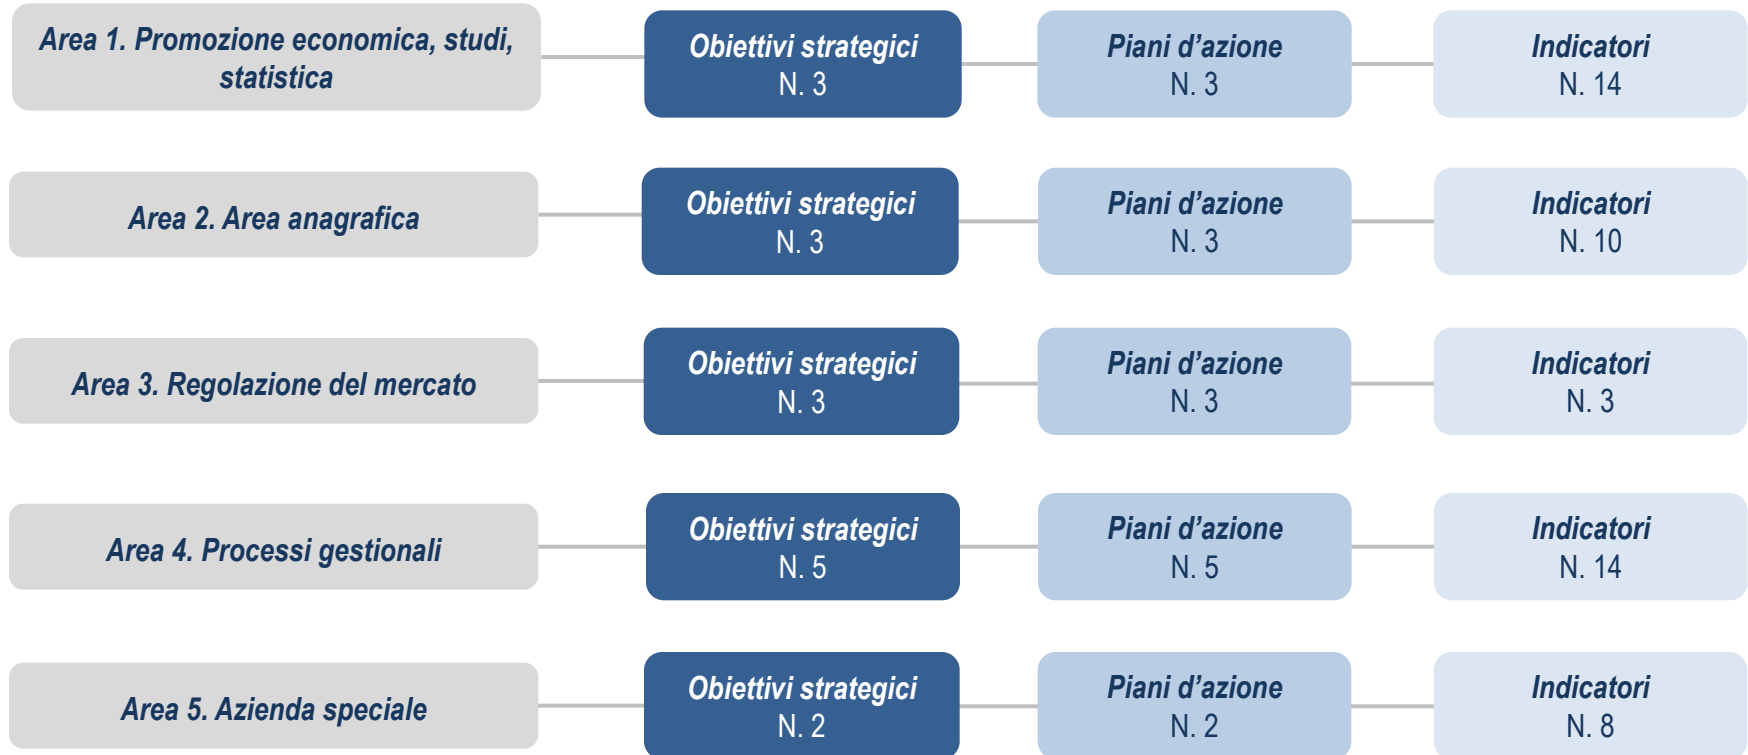 Area 1. Promozione economica, studi,
statistica
Obiettivi strategici
N. 3
Piani d’azione
N. 3
Indicatori
N. 14
Area 2. Area anagrafica
Obiettivi strategici
N. 3
Piani d’azione
N. 3
Indicatori
N. 10
Area 3. Regolazione del mercato
Obiettivi strategici
N. 3
Piani d’azione
N. 3
Indicatori
N. 3
Area 4. Processi gestionali
Obiettivi strategici
N. 5
Piani d’azione
N. 5
Indicatori
N. 14
Area 5. Azienda speciale
Obiettivi strategici
N. 2
Piani d’azione
N. 2
Indicatori
N. 8